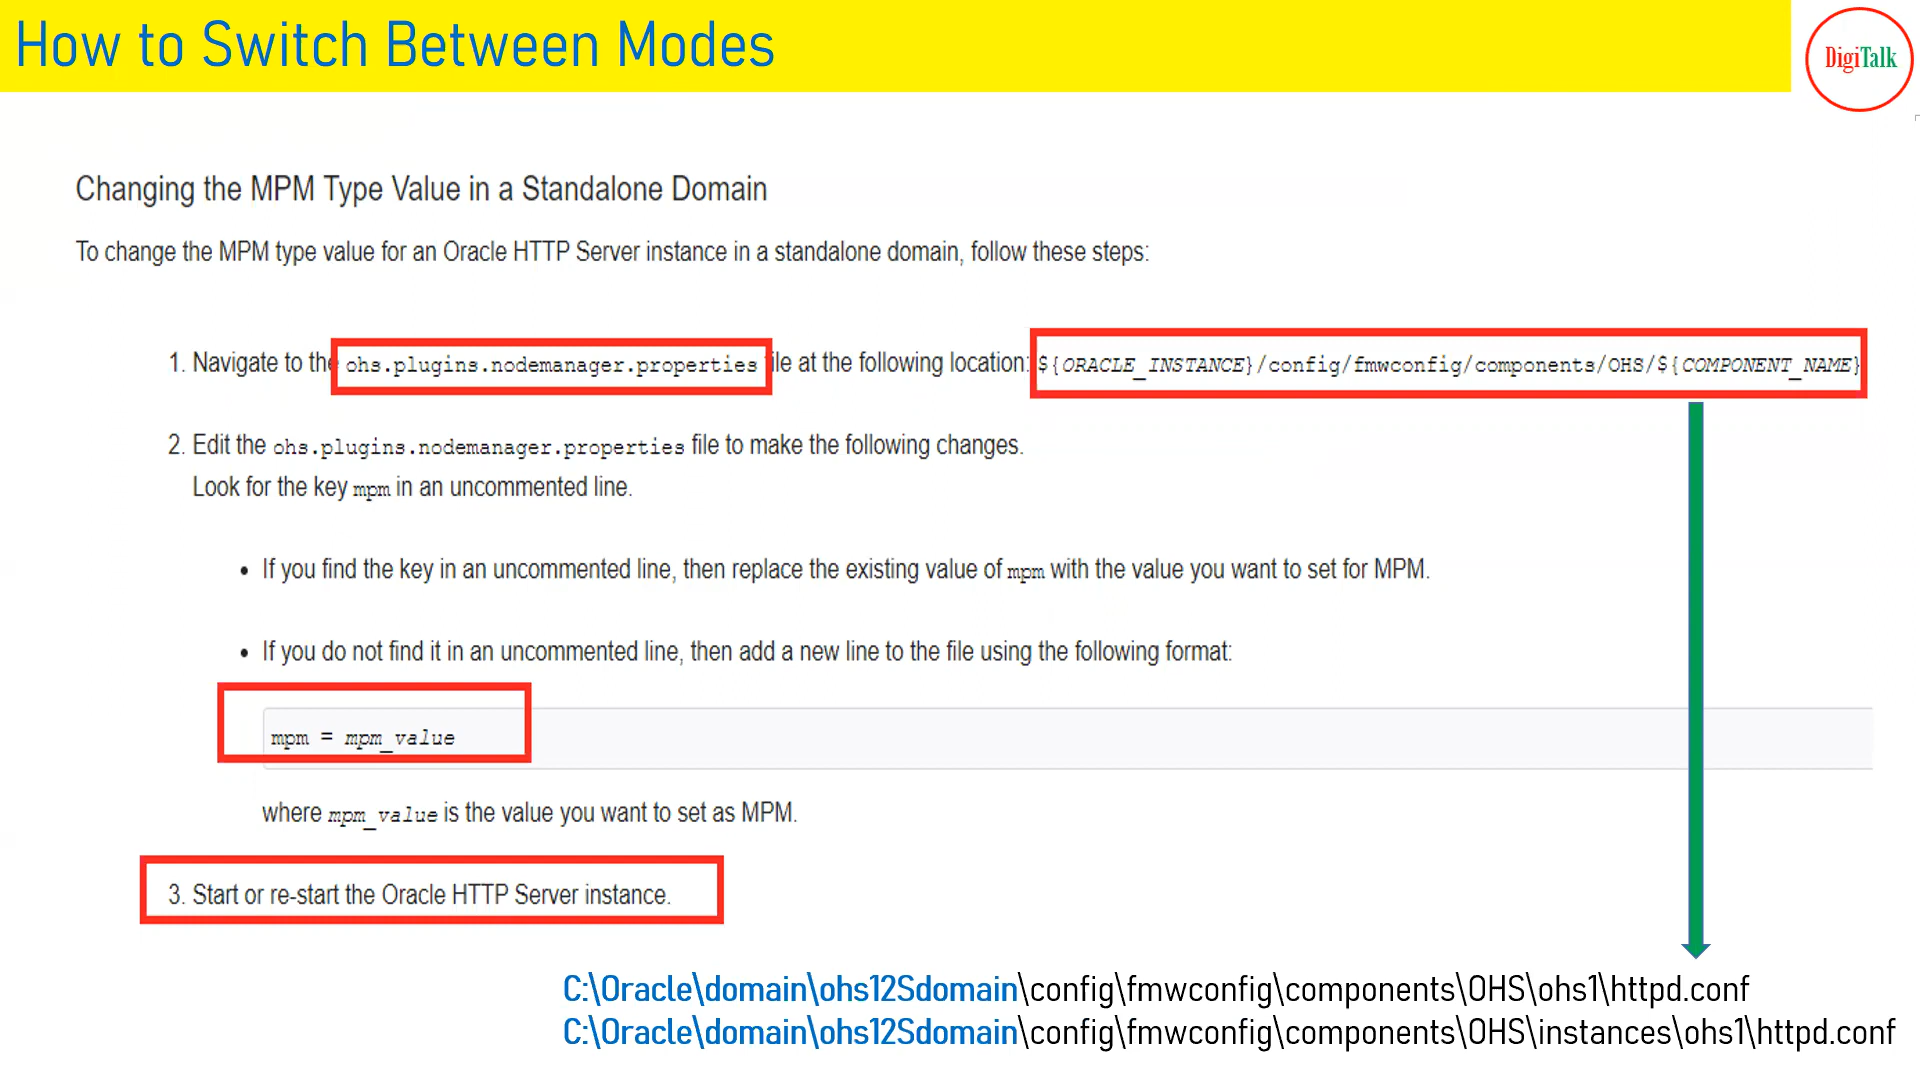 How to Switch Between Modes
DigiTalk
Changing the MPM Type Value in a Standalone Domain
To change the MPM type value for an Oracle HTTP Server instance in a standalone domain, follow these steps:
1. Navigate to the ohs.plugins.nodemanager.properties file at the following location: ${ORACLE_INSTANCE}/config/fmwconfig/components/OHS/${COMPONENT_NAME}
2. Edit the ohs.plugins.nodemanager.properties file to make the following changes.
Look for the key mpm in an uncommented line.
• If you find the key in an uncommented line, then replace the existing value of mpm with the value you want to set for MPM.
• If you do not find it in an uncommented line, then add a new line to the file using the following format:
mpm = mpm_value
where mpm_value is the value you want to set as MPM.
3. Start or re-start the Oracle HTTP Server instance.
C:\Oracle\domain\ohs12Sdomain\config\fmwconfig\components\OHS\ohs1\httpd.conf
C:\Oracle\domain\ohs12Sdomain\config\fmwconfig\components\OHS\instances\ohs1\httpd.conf